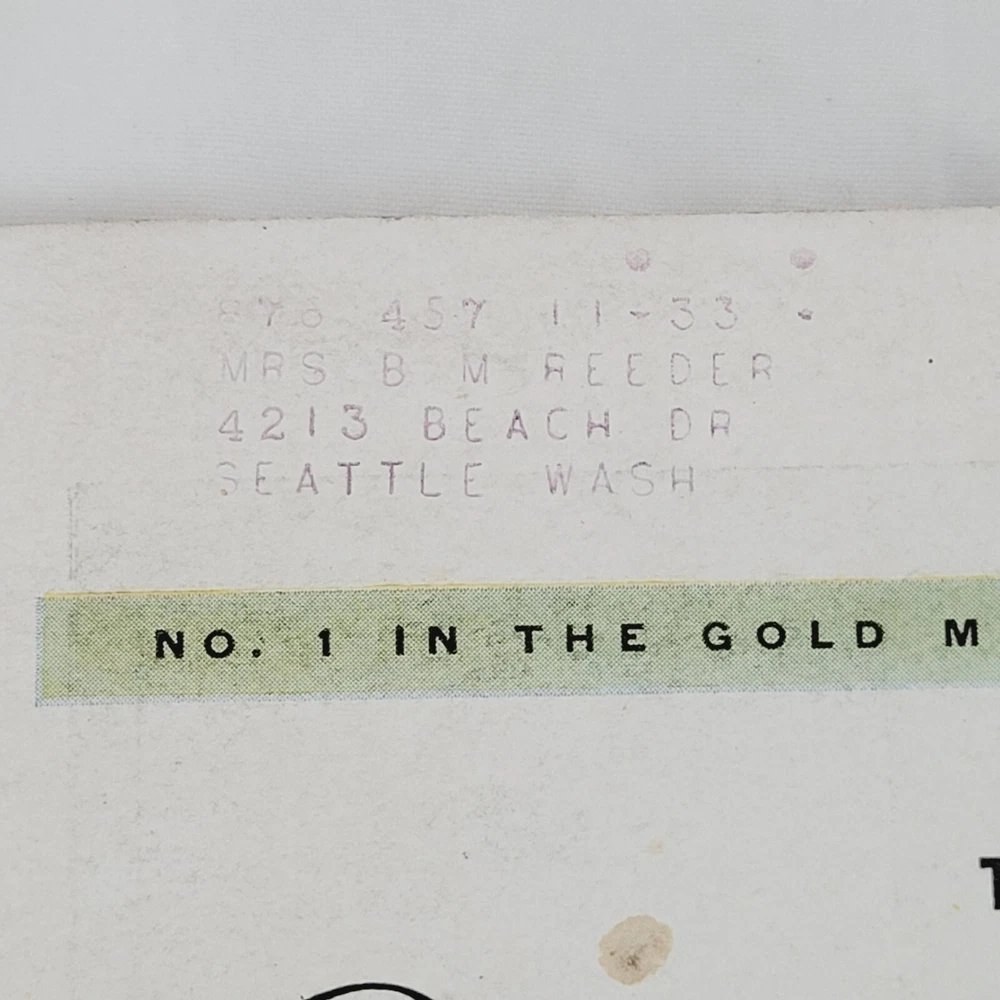 457 11-33
MRS B M REEDER
4213 BEACH DR
SEATTLE WASH
NO. 1 IN THE GOLD M
T